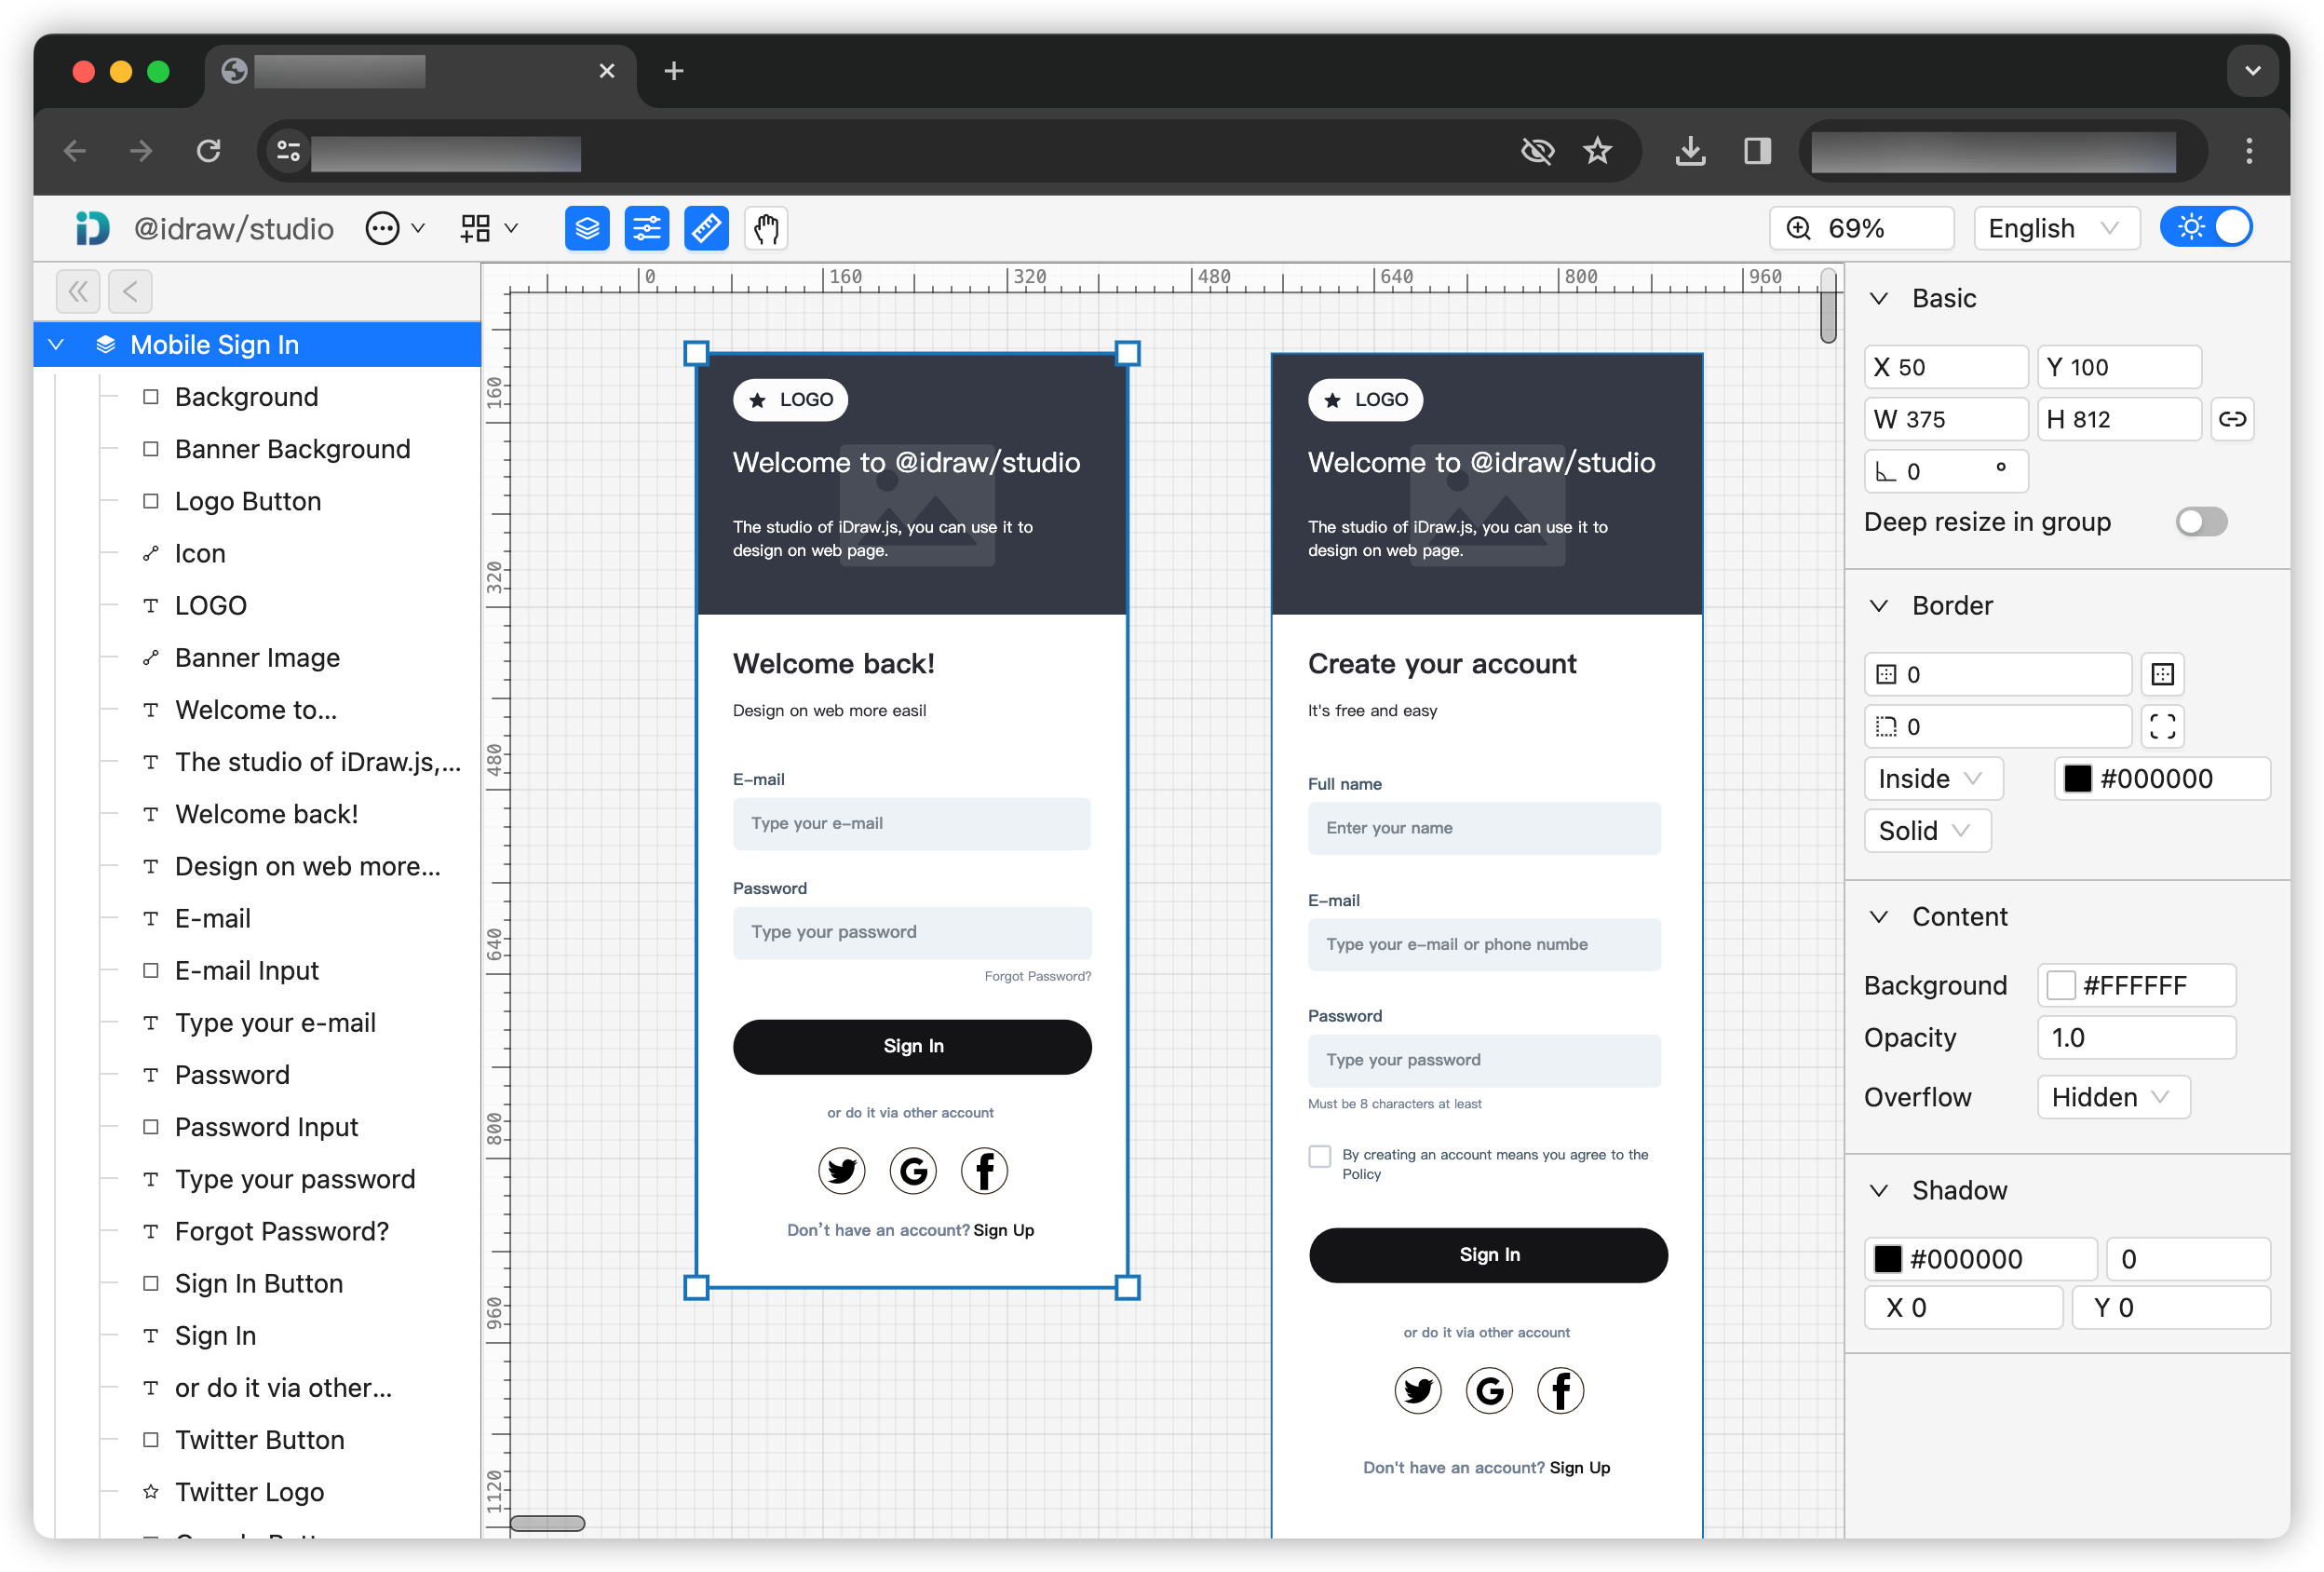 @idraw/studio
69%
English
Mobile Sign In
Background
Banner Background
Logo Button
Icon
LOGO
Banner Image
Welcome to...
The studio of iDraw.js,...
Welcome back!
Design on web more...
E-mail
E-mail Input
Type your e-mail
Password
Password Input
Type your password
Forgot Password?
Sign In Button
Sign In
or do it via other...
Twitter Button
Twitter Logo
0 160 320 480 640 800 960
160
320
480
640
800
960
1120
LOGO
Welcome to @idraw/studio
The studio of iDraw.js, you can use it to
design on web page.
Welcome back!
Design on web more easil
E-mail
Type your e-mail
Password
Type your password
Forgot Password?
Sign In
or do it via other account
G f
Don't have an account? Sign Up
LOGO
Welcome to @idraw/studio
The studio of iDraw.js, you can use it to
design on web page.
Create your account
It's free and easy
Full name
Enter your name
E-mail
Type your e-mail or phone numbe
Password
Type your password
Must be 8 characters at least
By creating an account means you agree to the
Policy
Sign In
or do it via other account
G f
Don't have an account? Sign Up
Basic
X 50 Y 100
W 375 H 812
0 °
Deep resize in group
Border
0
0
Inside #000000
Solid
Content
Background #FFFFFF
Opacity 1.0
Overflow Hidden
Shadow
#000000 0
X 0 Y 0